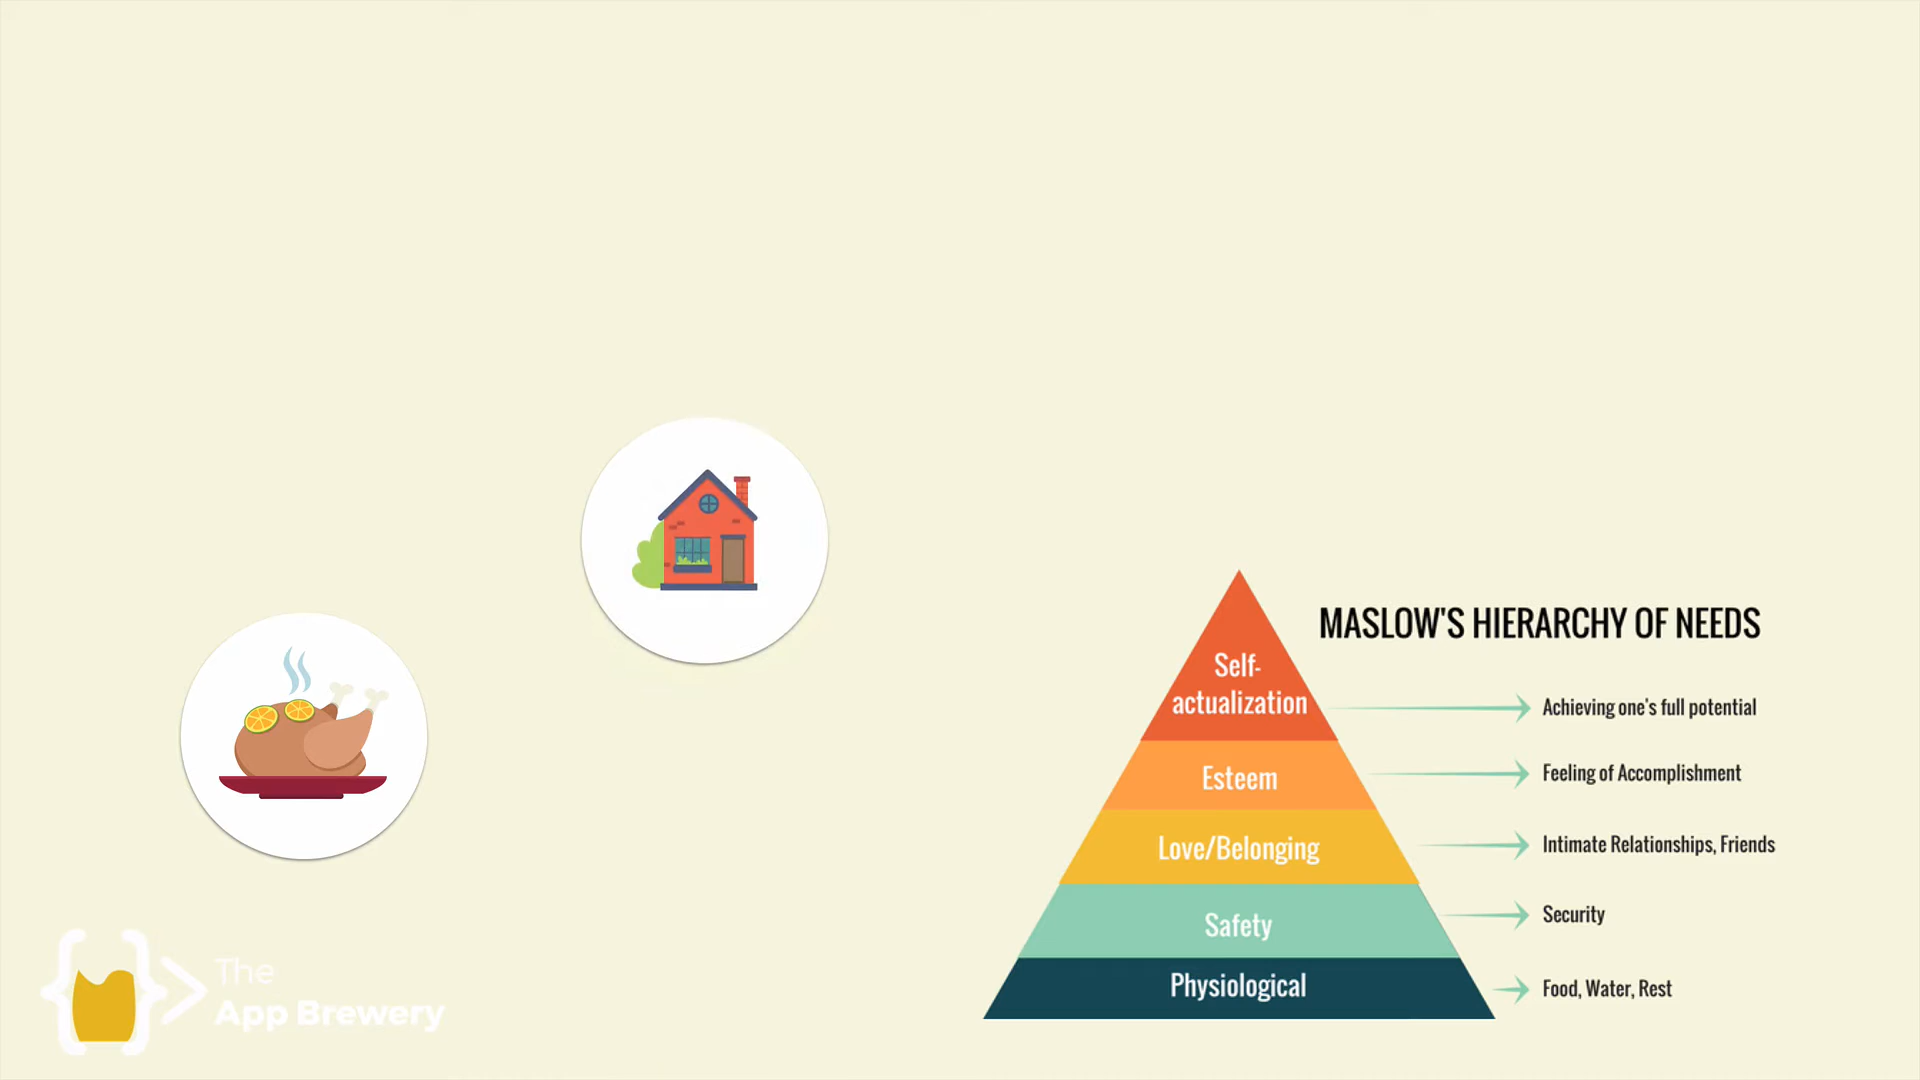 MASLOW'S HIERARCHY OF NEEDS
Self-
actualization
Achieving one's full potential
Esteem
Feeling of Accomplishment
Love/Belonging
Intimate Relationships, Friends
Safety
Security
Physiological
Food, Water, Rest
The
App Brewery